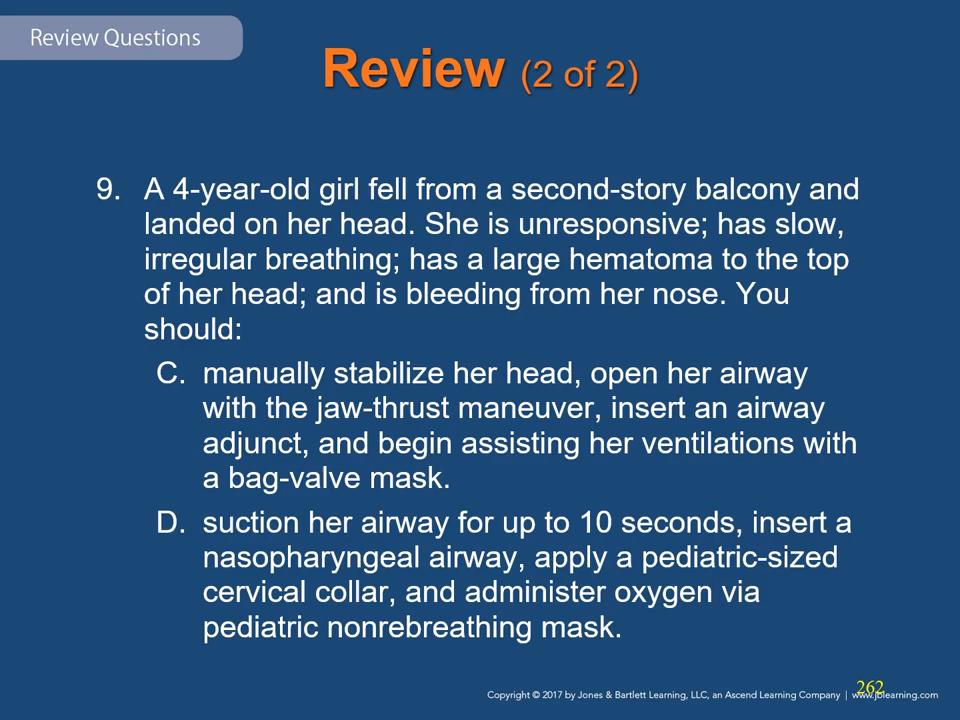 Review Questions
Review (2 of 2)
9. A 4-year-old girl fell from a second-story balcony and
landed on her head. She is unresponsive; has slow,
irregular breathing; has a large hematoma to the top
of her head; and is bleeding from her nose. You
should:
C. manually stabilize her head, open her airway
with the jaw-thrust maneuver, insert an airway
adjunct, and begin assisting her ventilations with
a bag-valve mask.
D. suction her airway for up to 10 seconds, insert a
nasopharyngeal airway, apply a pediatric-sized
cervical collar, and administer oxygen via
pediatric nonrebreathing mask.
262
Copyright © 2017 by Jones & Bartlett Learning, LLC, an Ascend Learning Company | www.jblearning.com